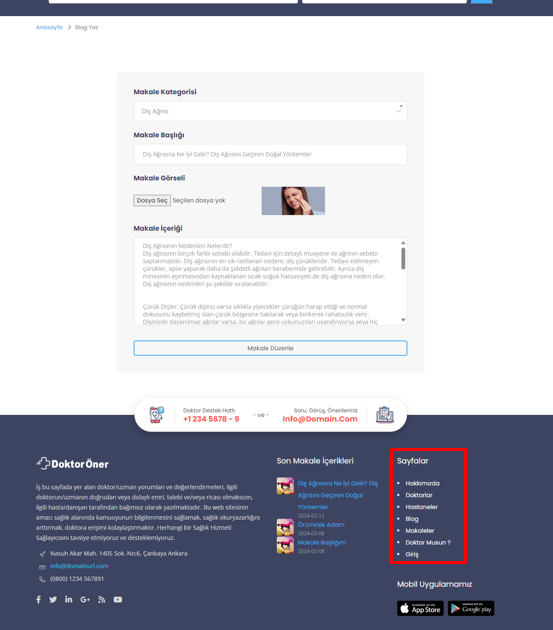 Anasayfa > Blog Yaz
Makale Kategorisi
Diş Ağrısı
Makale Başlığı
Diş Ağrısına Ne İyi Gelir? Diş Ağrısını Geçiren Doğal Yöntemler
Makale Görseli
Dosya Seç Seçilen dosya yok
Makale İçeriği
Diş Ağrısının Nedenleri Nelerdir?
Diş ağrısının birçok farklı sebebi olabilir. Tedavi için detaylı muayene ile ağrının sebebi
saptanmalıdır. Diş ağrısının en sık rastlanan nedeni, diş çürükleridir. Tedavi edilmeyen
çürükler, apse yaparak daha da şiddetli ağrıları beraberinde getirebilir. Ayrıca diş
minesinin aşınmasından kaynaklanan sıcak-soğuk hassasiyeti de diş ağrısına neden olur.
Diş ağrısının nedenleri şu şekilde sıralanabilir:
Çürük Dişler: Çürük dişiniz varsa sıklıkla yiyecekler çürüğün harap ettiği ve normal
dokusunu kaybetmiş olan çürük bölgesine takılarak veya birikerek rahatsızlık verir.
Dişinizde dayanılmaz ağrılar varsa, bu ağrılar gece uykunuzdan uyandırıyorsa veya hiç
Makale Düzenle
Doktor Destek Hattı
+1 234 5678 - 9
- ve -
Soru, Görüş, Önerileriniz
Info@Domain.Com
Doktor Öner
İş bu sayfada yer alan doktor/uzman yorumları ve değerlendirmeleri, ilgili
doktorun/uzmanın doğrudan veya dolaylı emri, talebi ve/veya ricası olmaksızın,
ilgili hasta/danışan tarafından bağımsız olarak yazılmaktadır. Bu web sitesinin
amacı sağlık alanında kamuoyunun bilgilenmesini sağlamak, sağlık okuryazarlığını
arttırmak, doktora erişimi kolaylaştırmaktır. Herhangi bir Sağlık Hizmeti
Sağlayıcısını tavsiye etmiyoruz ve desteklemiyoruz.
Nasuh Akar Mah. 1405 Sok. No:6, Çankaya Ankara
info@domainurl.com
(0800) 1234 567891
Son Makale İçerikleri
Diş Ağrısına Ne İyi Gelir? Diş
Ağrısını Geçiren Doğal
Yöntemler
2024-02-12
Örümcek Adam
2024-02-08
Makale Başlığım
2024-02-08
Sayfalar
Hakkımızda
Doktorlar
Hastaneler
Blog
Makaleler
Doktor Musun ?
Giriş
Mobil Uygulamamız
App Store
Google play